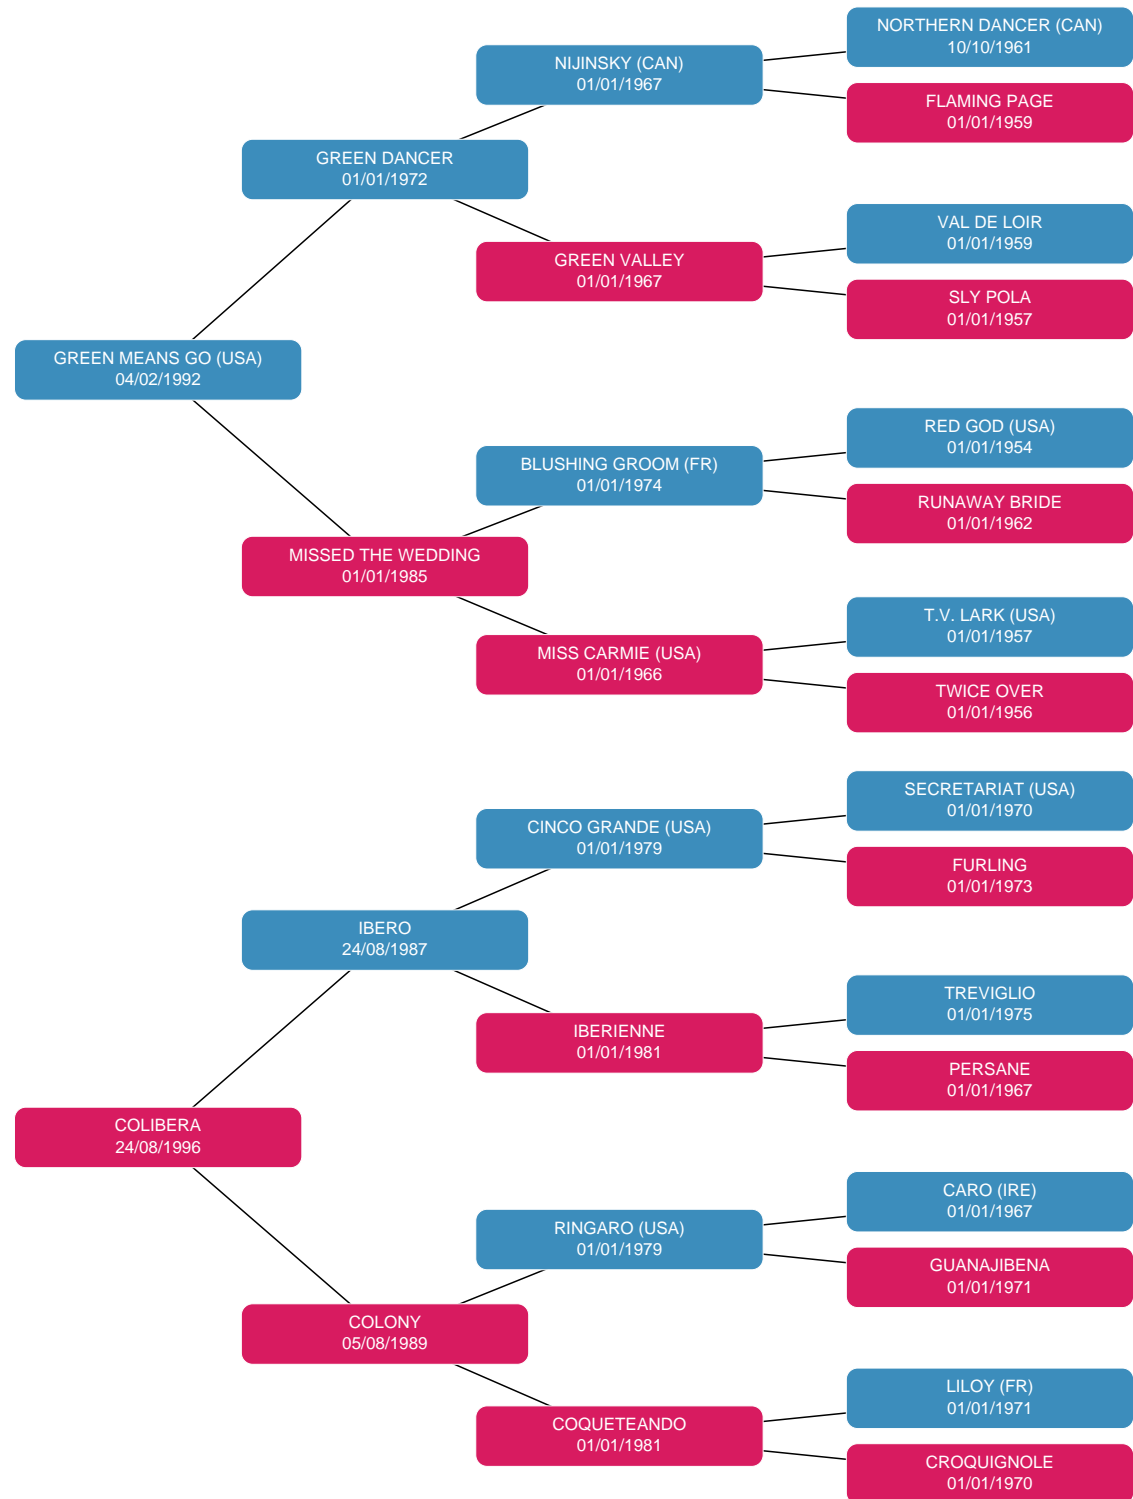 NORTHERN DANCER (CAN)
10/10/1961
NIJINSKY (CAN)
01/01/1967
FLAMING PAGE
01/01/1959
GREEN DANCER
01/01/1972
VAL DE LOIR
01/01/1959
GREEN VALLEY
01/01/1967
SLY POLA
01/01/1957
GREEN MEANS GO (USA)
04/02/1992
RED GOD (USA)
01/01/1954
BLUSHING GROOM (FR)
01/01/1974
RUNAWAY BRIDE
01/01/1962
MISSED THE WEDDING
01/01/1985
T.V. LARK (USA)
01/01/1957
MISS CARMIE (USA)
01/01/1966
TWICE OVER
01/01/1956
SECRETARIAT (USA)
01/01/1970
CINCO GRANDE (USA)
01/01/1979
FURLING
01/01/1973
IBERO
24/08/1987
TREVIGLIO
01/01/1975
IBERIENNE
01/01/1981
PERSANE
01/01/1967
COLIBERA
24/08/1996
CARO (IRE)
01/01/1967
RINGARO (USA)
01/01/1979
GUANAJIBENA
01/01/1971
COLONY
05/08/1989
LILOY (FR)
01/01/1971
COQUETEANDO
01/01/1981
CROQUIGNOLE
01/01/1970